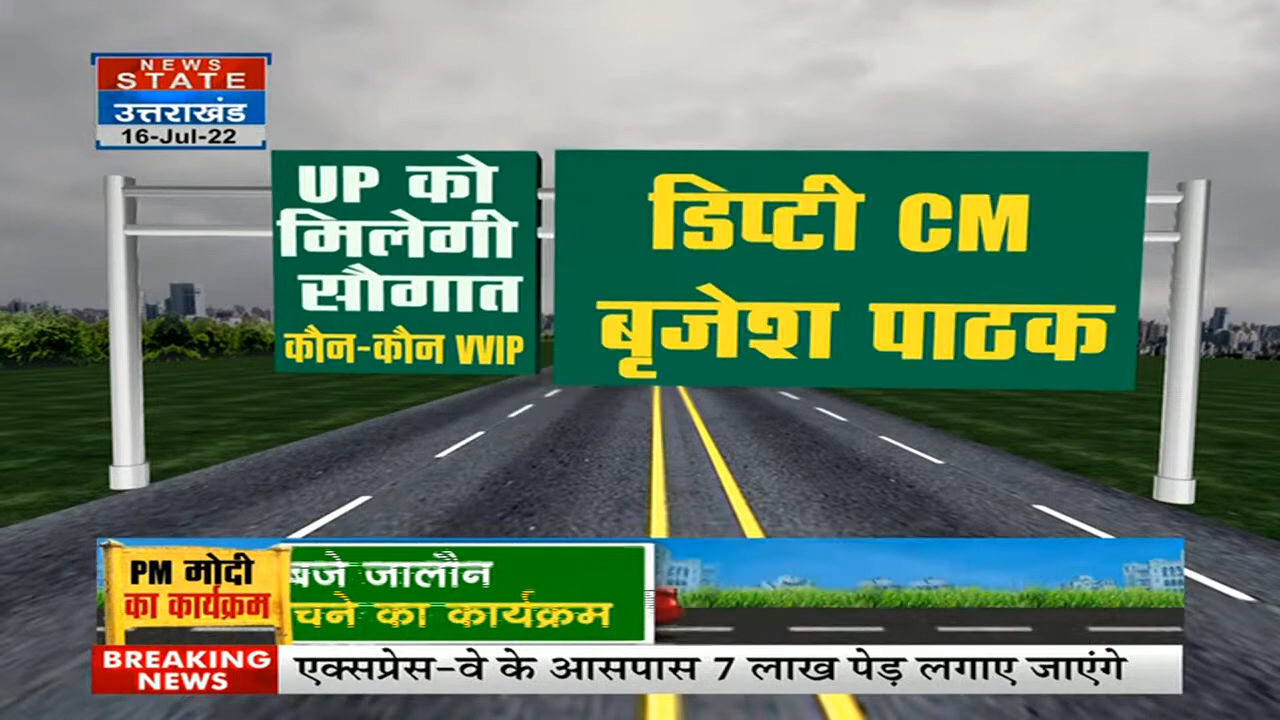 NEWS
STATE
उत्तराखंड
16-Jul-22
UP को
मिलेगी
सौगात
कौन-कौन VVIP
डिप्टी CM
बृजेश पाठक
PM मोदी
का कार्यक्रम
बजे जालौन
चने का कार्यक्रम
BREAKING
NEWS
एक्सप्रेस-वे के आसपास 7 लाख पेड़ लगाए जाएंगे